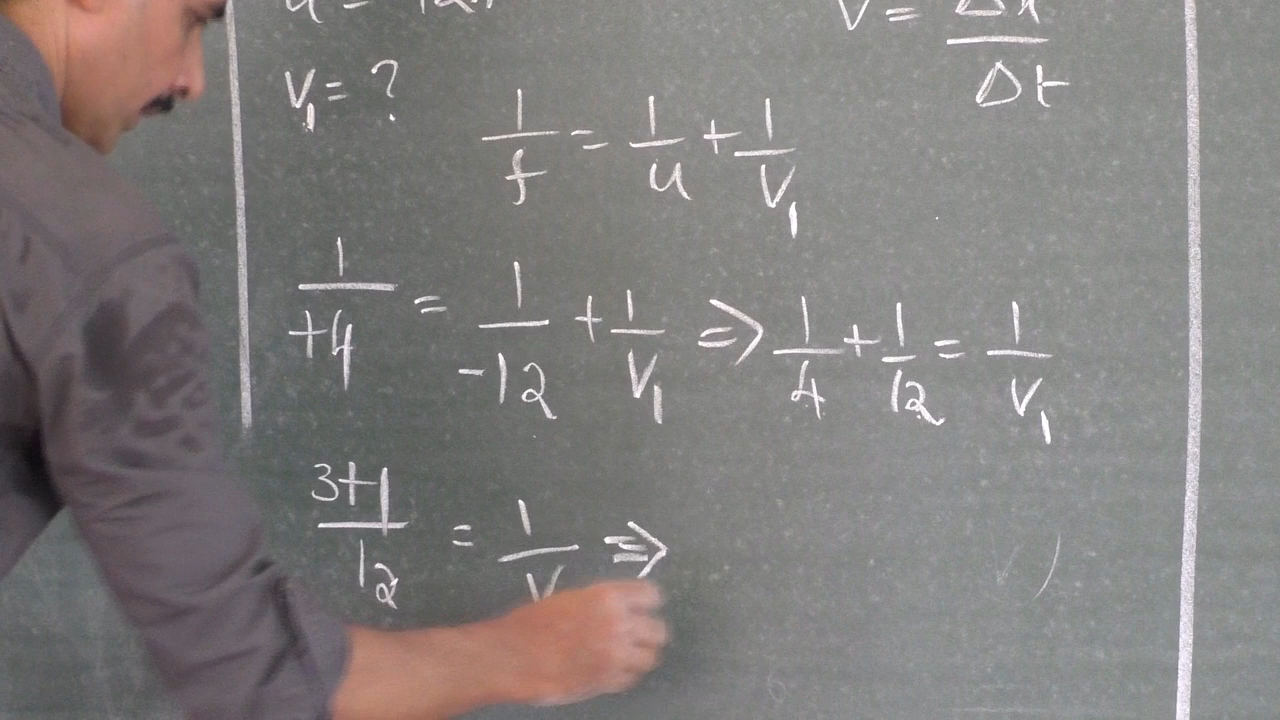 u = 12
V = Δx/Δt
V₁ = ?
1/f = 1/u + 1/V₁
1/+4 = 1/-12 + 1/V₁ ⇒ 1/4 + 1/12 = 1/V₁
3+1/12 = 1/V ⇒